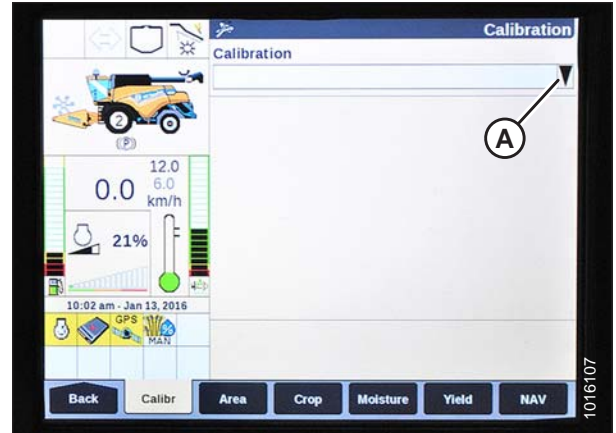 Calibration
Calibration
A
2
(P)
12.0
0.0
6.0
km/h
21%
10:02 am - Jan 13, 2016
GPS
MAN
Back
Calibr
Area
Crop
Moisture
Yield
NAV
1016107